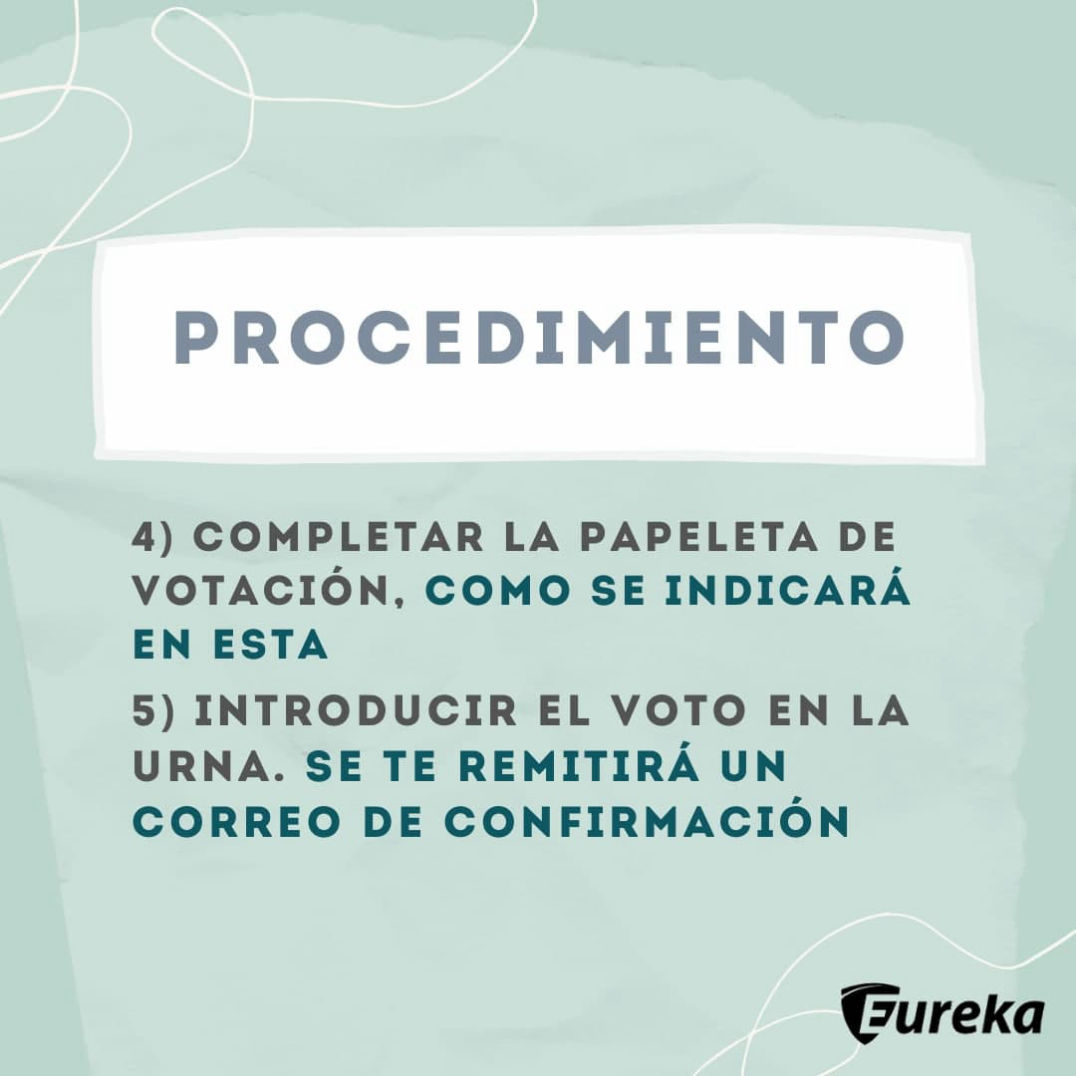 PROCEDIMIENTO
4) COMPLETAR LA PAPELETA DE
VOTACIÓN, COMO SE INDICARÁ
EN ESTA
5) INTRODUCIR EL VOTO EN LA
URNA. SE TE REMITIRÁ UN
CORREO DE CONFIRMACIÓN
Eureka